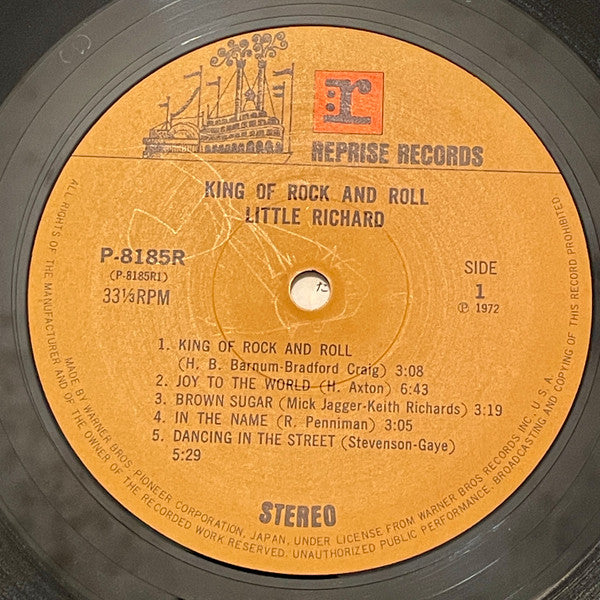 r
REPRISE RECORDS
KING OF ROCK AND ROLL
LITTLE RICHARD
P-8185R
(P-8185R1)
33⅓RPM
SIDE
1
Ⓟ 1972
た
1. KING OF ROCK AND ROLL
(H. B. Barnum-Bradford Craig) 3:08
2. JOY TO THE WORLD (H. Axton) 6:43
3. BROWN SUGAR (Mick Jagger-Keith Richards) 3:19
4. IN THE NAME (R. Penniman) 3:05
5. DANCING IN THE STREET (Stevenson-Gaye)
5:29
STEREO
MADE BY WARNER BROS. PIONEER CORPORATION, JAPAN, UNDER LICENSE FROM WARNER BROS RECORDS INC., U. S. A.
ALL RIGHTS OF THE MANUFACTURER AND OF THE OWNER OF THE RECORDED WORK RESERVED. UNAUTHORIZED PUBLIC PERFORMANCE, BROADCASTING AND COPYING OF THIS RECORD PROHIBITED.